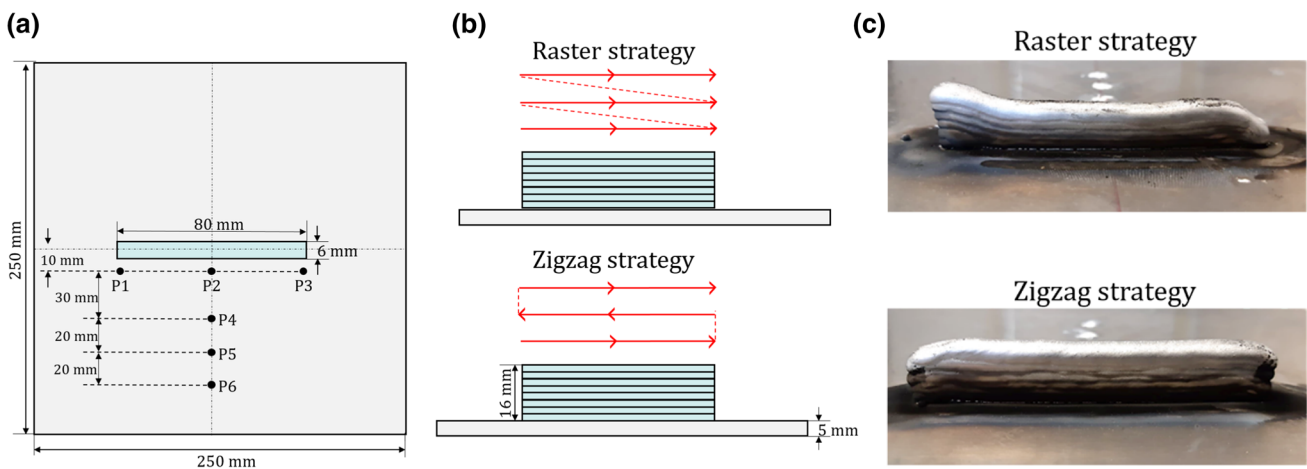 (a)
250 mm
80 mm
6 mm
10 mm
P1
P2
P3
30 mm
P4
20 mm
P5
20 mm
P6
250 mm
(b)
Raster strategy
Zigzag strategy
16 mm
5 mm
(c)
Raster strategy
Zigzag strategy